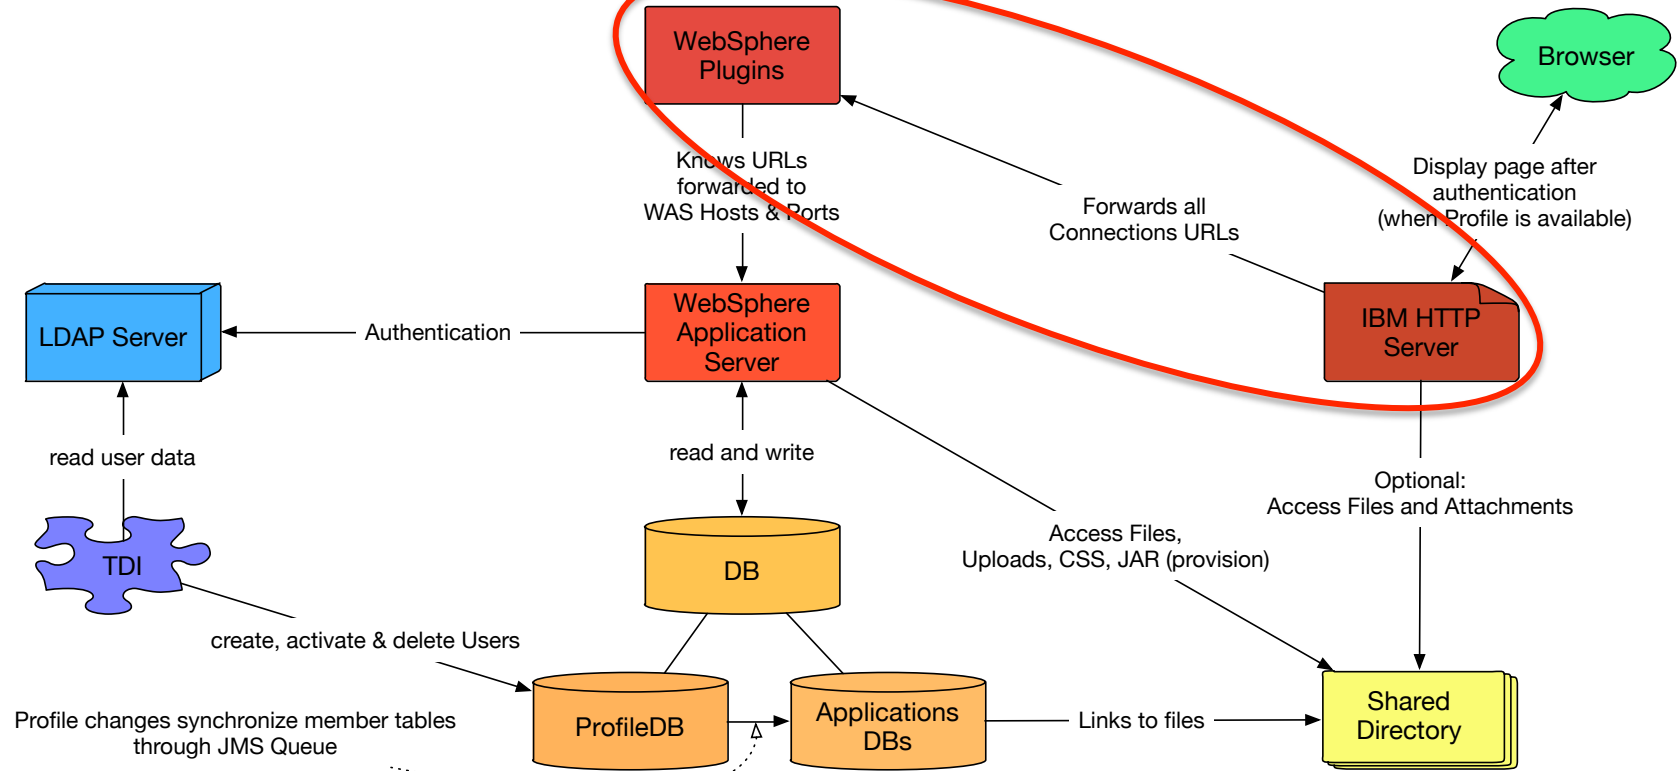 WebSphere
Plugins
Browser
Knows URLs
forwarded to
WAS Hosts & Ports
Forwards all
Connections URLs
Display page after
authentication
(when Profile is available)
LDAP Server
Authentication
WebSphere
Application
Server
IBM HTTP
Server
read user data
read and write
Optional:
Access Files and Attachments
TDI
DB
Access Files,
Uploads, CSS, JAR (provision)
create, activate & delete Users
Profile changes synchronize member tables
through JMS Queue
ProfileDB
Applications
DBs
Links to files
Shared
Directory